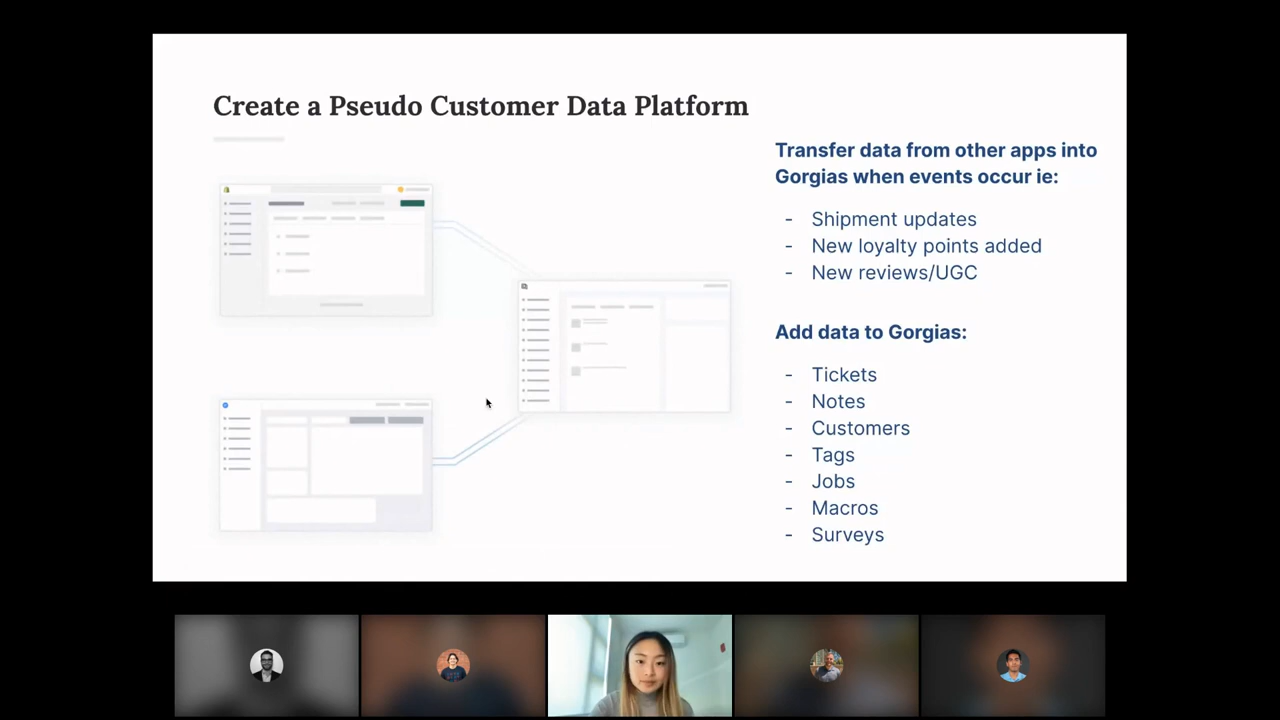 Create a Pseudo Customer Data Platform
Transfer data from other apps into
Gorgias when events occur ie:
- Shipment updates
- New loyalty points added
- New reviews/UGC
Add data to Gorgias:
- Tickets
- Notes
- Customers
- Tags
- Jobs
- Macros
- Surveys